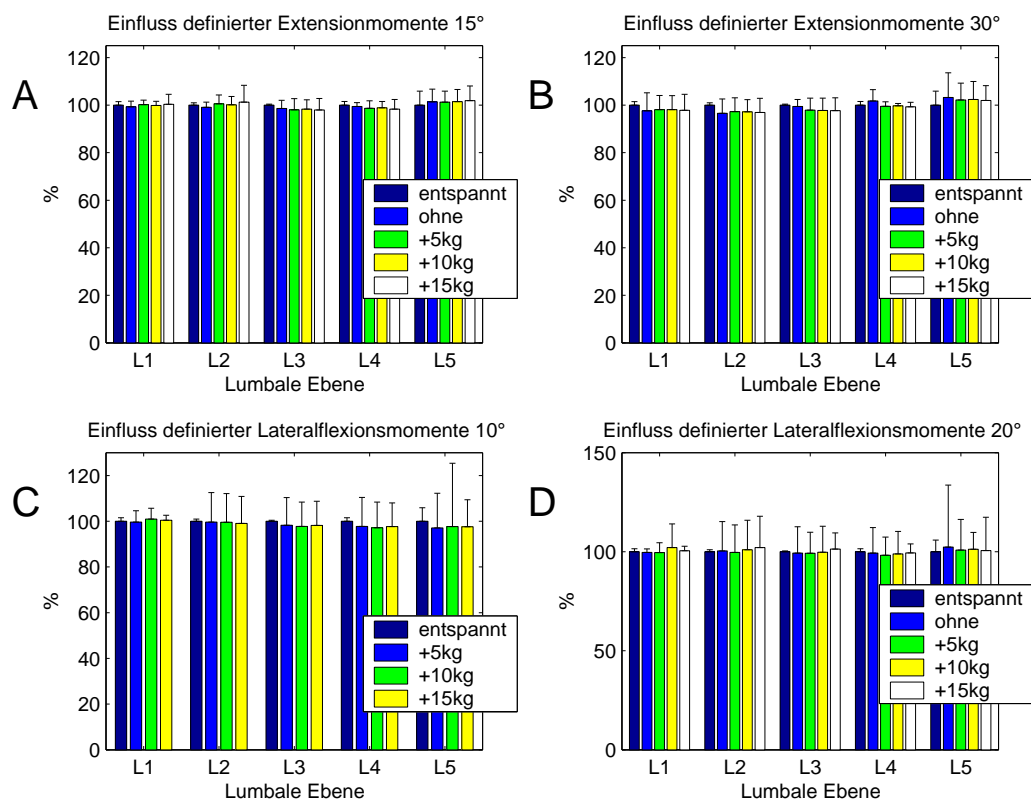 A
Einfluss definierter Extensionmomente 15°
120
100
80
60
40
20
0
%
entspannt
ohne
+5kg
+10kg
+15kg
L1 L2 L3 L4 L5
Lumbale Ebene
B
Einfluss definierter Extensionmomente 30°
120
100
80
60
40
20
0
%
entspannt
ohne
+5kg
+10kg
+15kg
L1 L2 L3 L4 L5
Lumbale Ebene
C
Einfluss definierter Lateralflexionsmomente 10°
120
100
80
60
40
20
0
%
entspannt
+5kg
+10kg
+15kg
L1 L2 L3 L4 L5
Lumbale Ebene
D
Einfluss definierter Lateralflexionsmomente 20°
150
100
50
0
%
entspannt
ohne
+5kg
+10kg
+15kg
L1 L2 L3 L4 L5
Lumbale Ebene